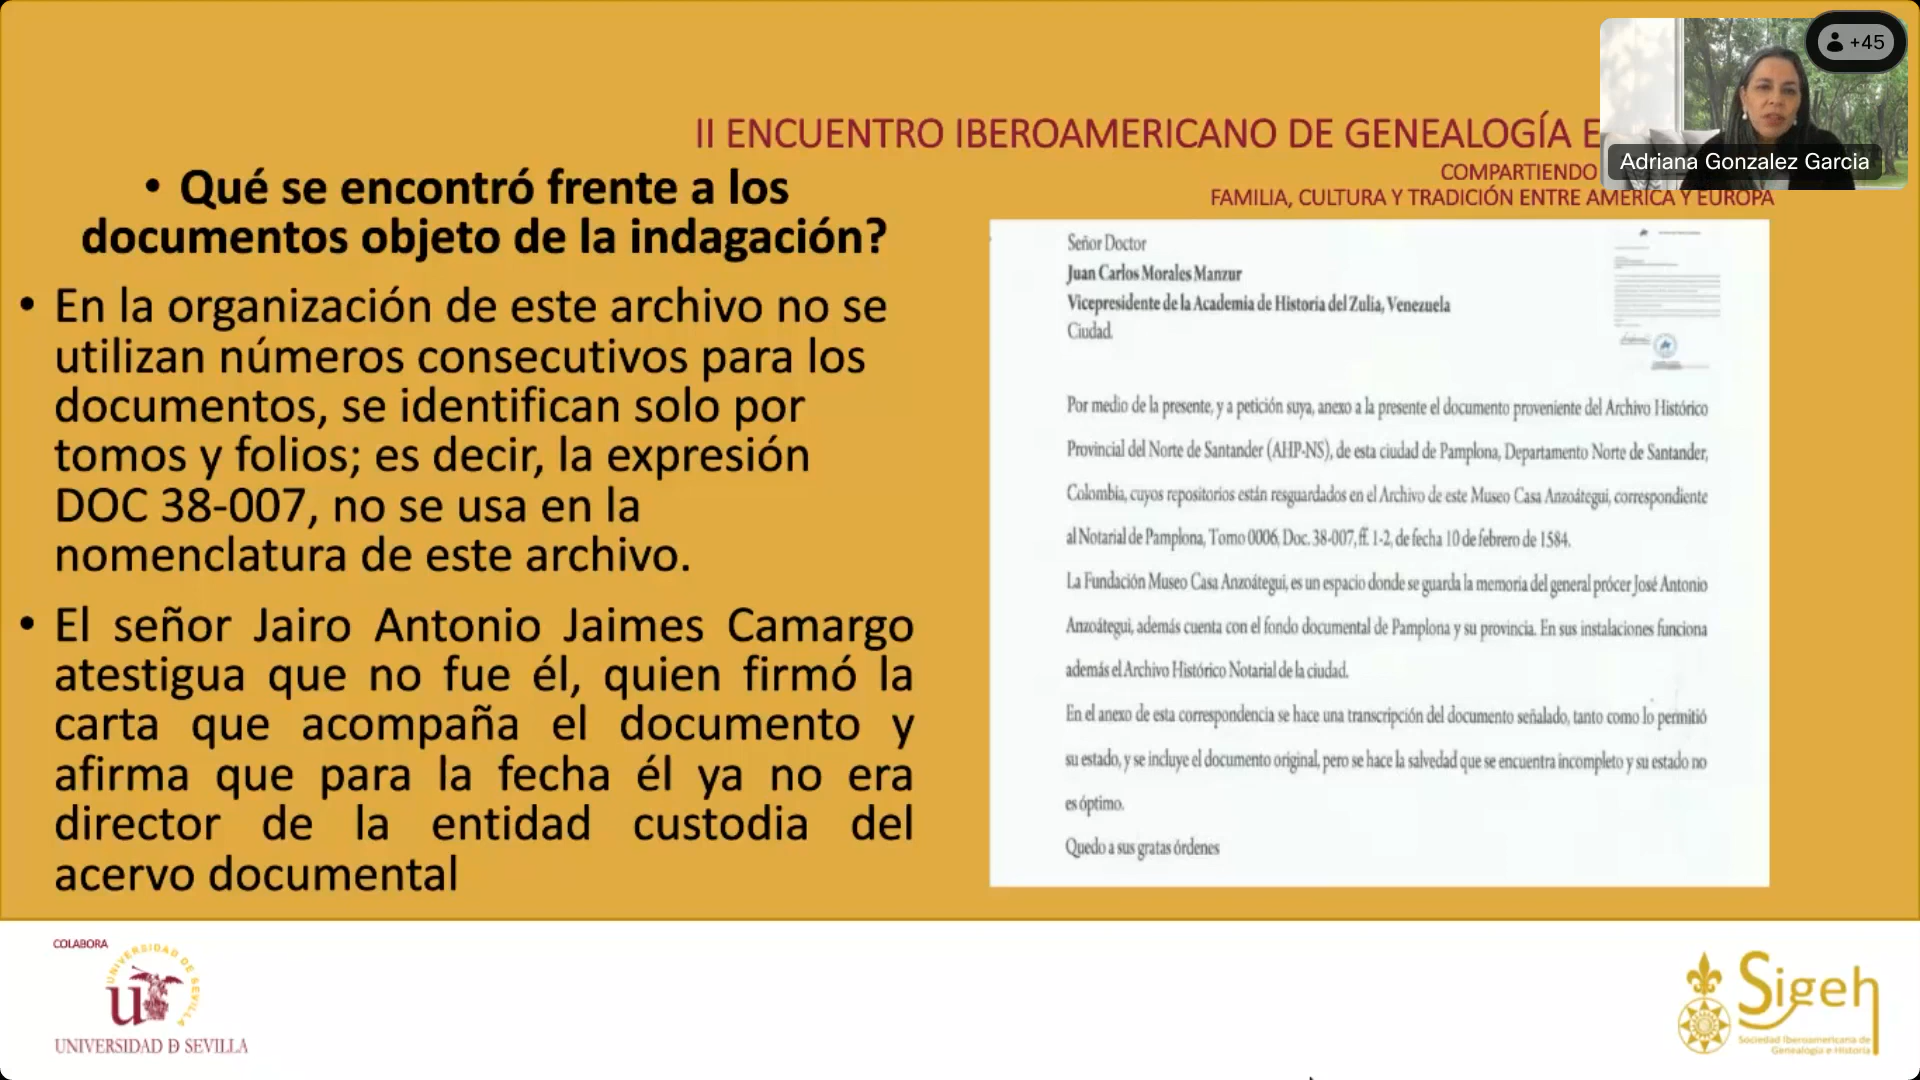 +45
Adriana Gonzalez Garcia
II ENCUENTRO IBEROAMERICANO DE GENEALOGÍA E
COMPARTIENDO
FAMILIA, CULTURA Y TRADICIÓN ENTRE AMÉRICA Y EUROPA
• Qué se encontró frente a los
documentos objeto de la indagación?
• En la organización de este archivo no se
utilizan números consecutivos para los
documentos, se identifican solo por
tomos y folios; es decir, la expresión
DOC 38-007, no se usa en la
nomenclatura de este archivo.
• El señor Jairo Antonio Jaimes Camargo
atestigua que no fue él, quien firmó la
carta que acompaña el documento y
afirma que para la fecha él ya no era
director de la entidad custodia del
acervo documental
Señor Doctor
Juan Carlos Morales Manzur
Vicepresidente de la Academia de Historia del Zulia, Venezuela
Ciudad.
Por medio de la presente, y a petición suya, anexo a la presente el documento proveniente del Archivo Histórico
Provincial del Norte de Santander (AHP-NS), de esta ciudad de Pamplona, Departamento Norte de Santander,
Colombia, cuyos repositorios están resguardados en el Archivo de este Museo Casa Anzoátegui, correspondiente
al Notarial de Pamplona, Tomo 0006, Doc. 38-007, ff. 1-2, de fecha 10 de febrero de 1584.
La Fundación Museo Casa Anzoátegui, es un espacio donde se guarda la memoria del general prócer José Antonio
Anzoátegui, además cuenta con el fondo documental de Pamplona y su provincia. En sus instalaciones funciona
además el Archivo Histórico Notarial de la ciudad.
En el anexo de esta correspondencia se hace una transcripción del documento señalado, tanto como lo permitió
su estado, y se incluye el documento original, pero se hace la salvedad que se encuentra incompleto y su estado no
es óptimo.
Quedo a sus gratas órdenes
COLABORA
UNIVERSIDAD DE SEVILLA
UNIVERSIDAD Ð SEVILLA
Sigeh
Sociedad Iberoamericana de
Genealogía e Historia